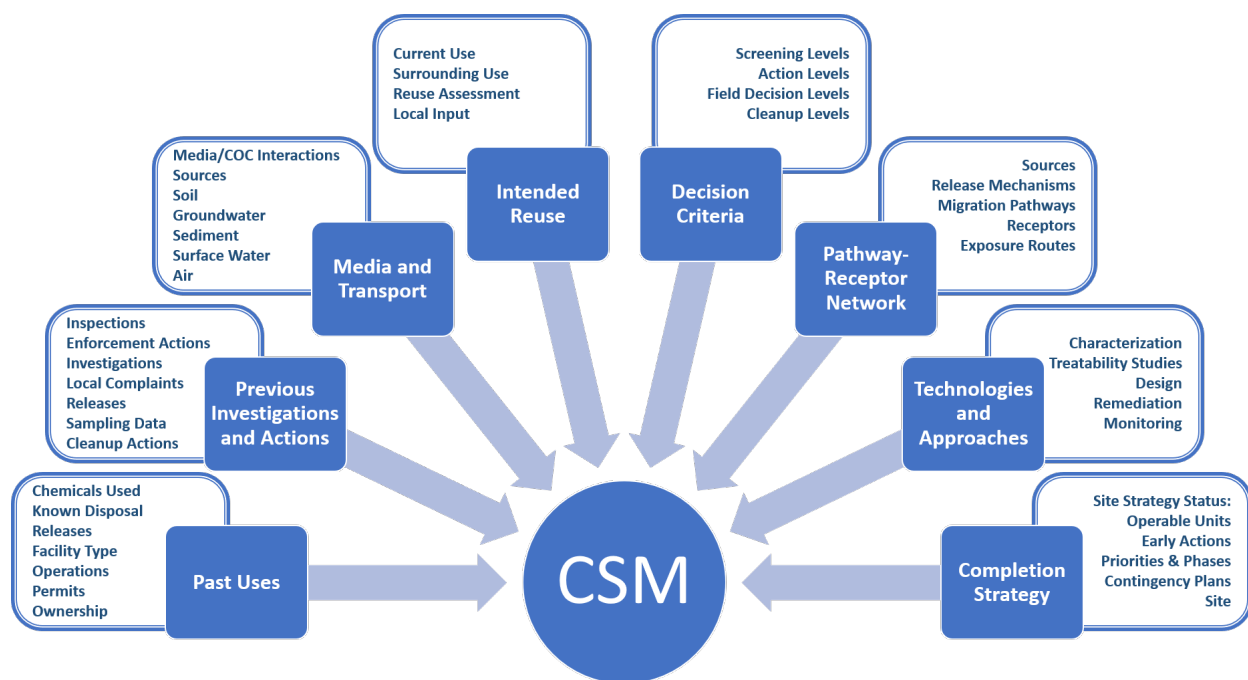 Chemicals Used
Known Disposal
Releases
Facility Type
Operations
Permits
Ownership
Past Uses
Inspections
Enforcement Actions
Investigations
Local Complaints
Releases
Sampling Data
Cleanup Actions
Previous
Investigations
and Actions
Media/COC Interactions
Sources
Soil
Groundwater
Sediment
Surface Water
Air
Media and
Transport
Current Use
Surrounding Use
Reuse Assessment
Local Input
Intended
Reuse
Screening Levels
Action Levels
Field Decision Levels
Cleanup Levels
Decision
Criteria
Sources
Release Mechanisms
Migration Pathways
Receptors
Exposure Routes
Pathway-
Receptor
Network
Characterization
Treatability Studies
Design
Remediation
Monitoring
Technologies
and
Approaches
Site Strategy Status:
Operable Units
Early Actions
Priorities & Phases
Contingency Plans
Site
Completion
Strategy
CSM